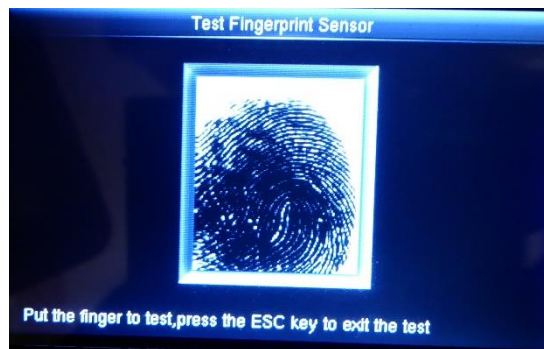 Test Fingerprint Sensor
Put the finger to test,press the ESC key to exit the test